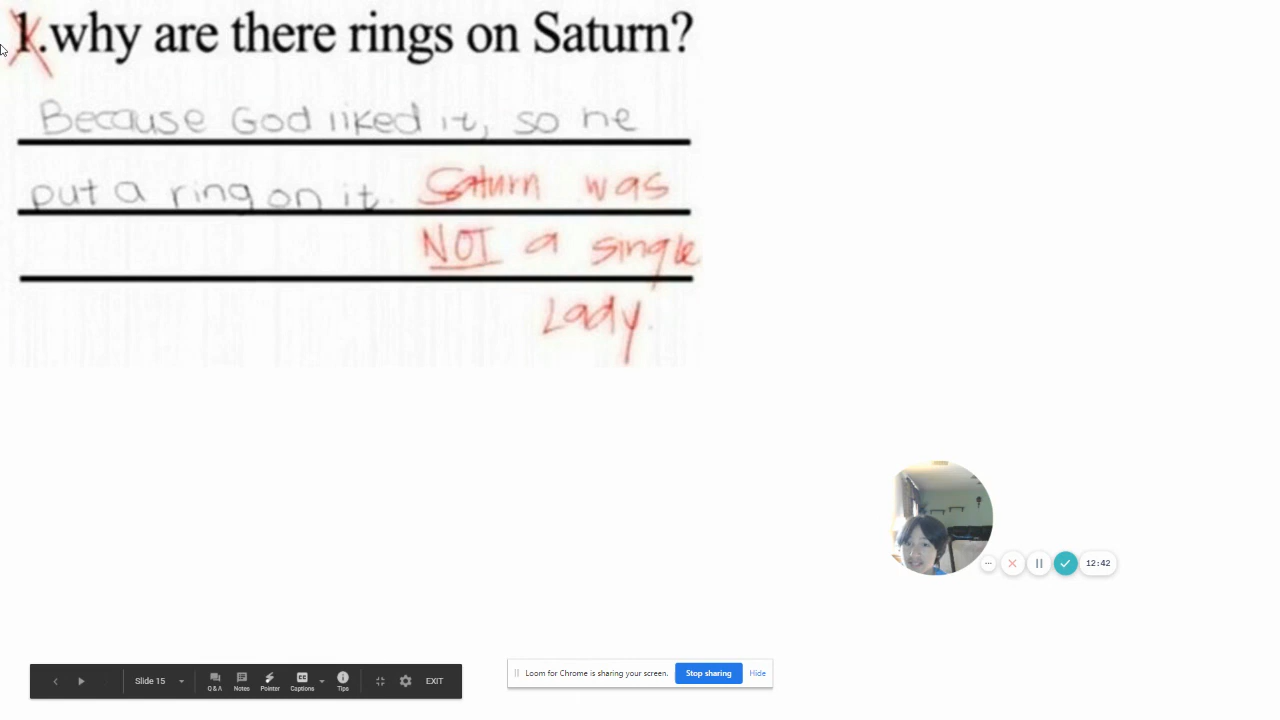 1.why are there rings on Saturn?
Because God liked it, so he
put a ring on it. Saturn was
NOT a single
Lady.
12:42
Slide 15
Q & A
Notes
Pointer
Captions
Tips
EXIT
Loom for Chrome is sharing your screen.
Stop sharing
Hide